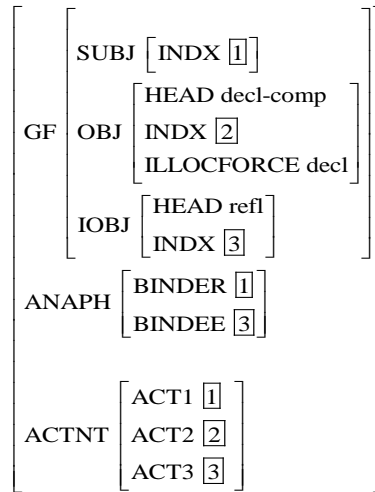 SUBJ [INDX 1]
HEAD decl-comp
GF OBJ INDX 2
ILLOCFORCE decl
IOBJ HEAD refl
INDX 3
ANAPH BINDER 1
BINDEE 3
ACT1 1
ACTNT ACT2 2
ACT3 3